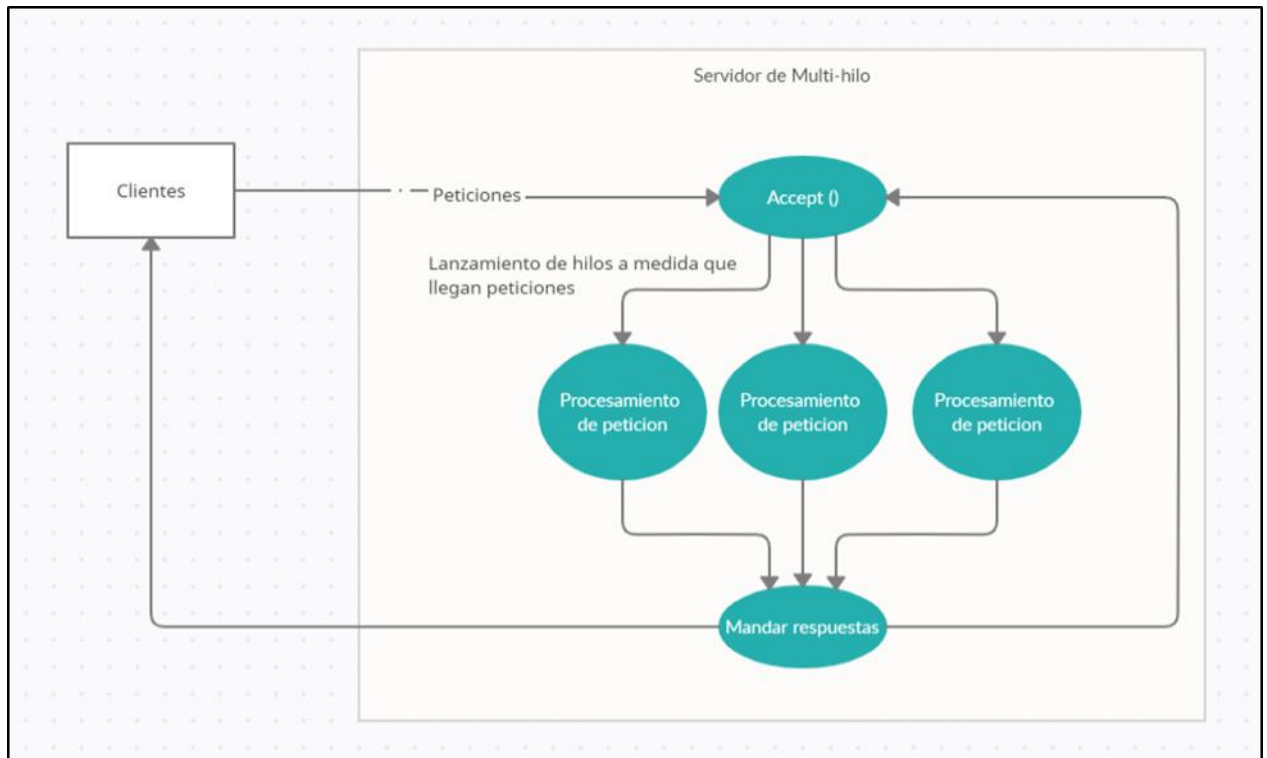 Servidor de Multi-hilo
Clientes
Peticiones
Accept ()
Lanzamiento de hilos a medida que
llegan peticiones
Procesamiento
de peticion
Procesamiento
de peticion
Procesamiento
de peticion
Mandar respuestas